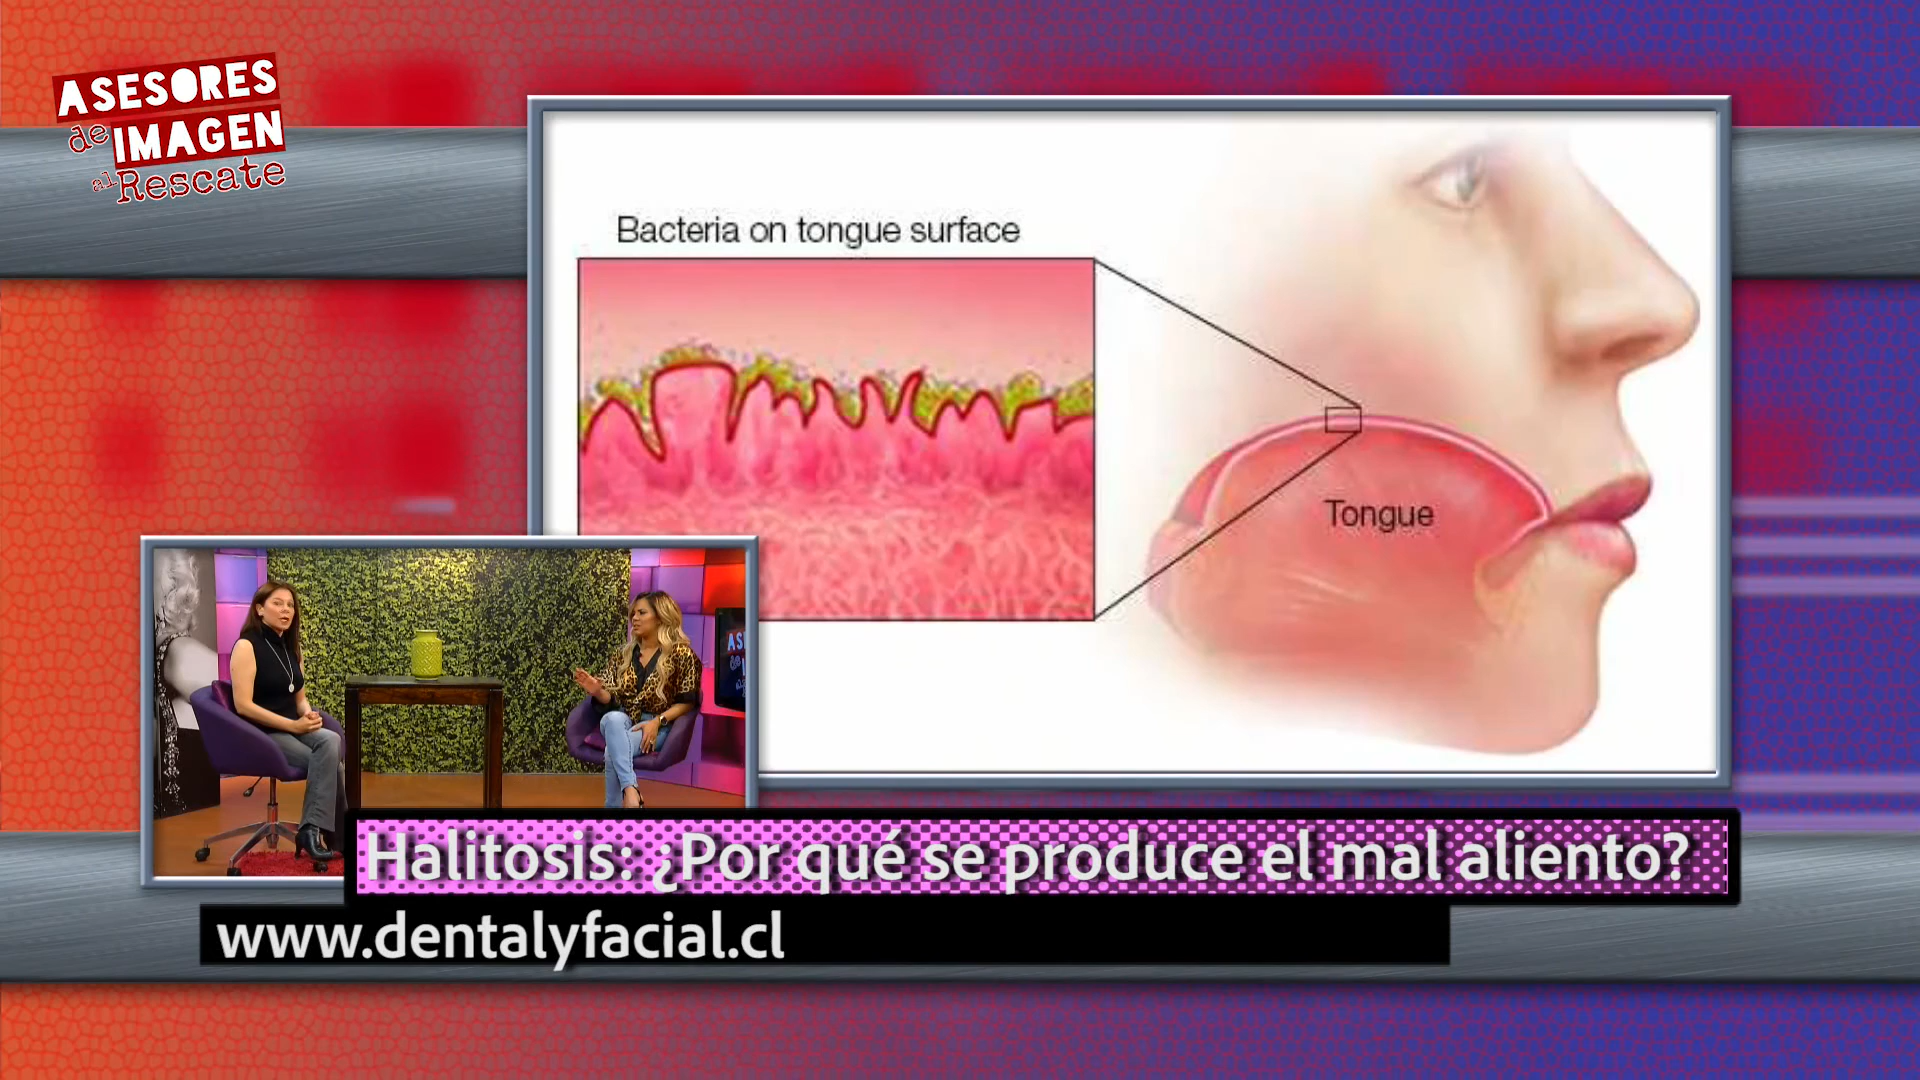 ASESORES
de IMAGEN
al Rescate
Bacteria on tongue surface
Tongue
Halitosis: ¿Por qué se produce el mal aliento?
www.dentalyfacial.cl